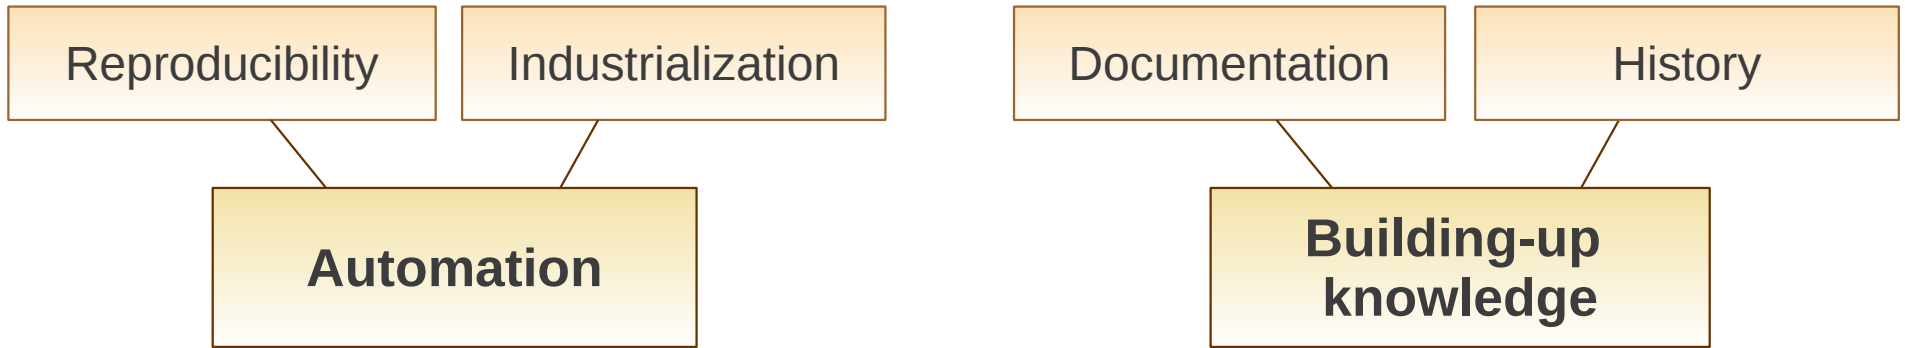 Reproducibility
Industrialization
Documentation
History
Automation
Building-up
knowledge